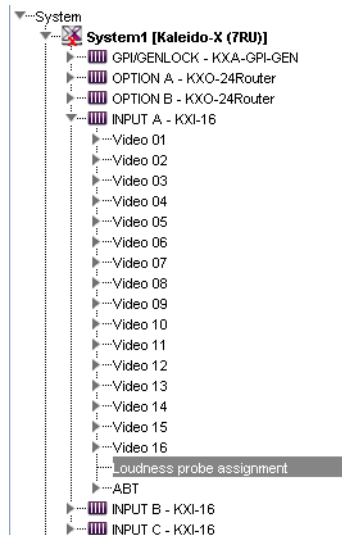 System
System1 [Kaleido-X (7RU)]
GPI/GENLOCK - KXA-GPI-GEN
OPTION A - KXO-24Router
OPTION B - KXO-24Router
INPUT A - KXI-16
Video 01
Video 02
Video 03
Video 04
Video 05
Video 06
Video 07
Video 08
Video 09
Video 10
Video 11
Video 12
Video 13
Video 14
Video 15
Video 16
Loudness probe assignment
ABT
INPUT B - KXI-16
INPUT C - KXI-16